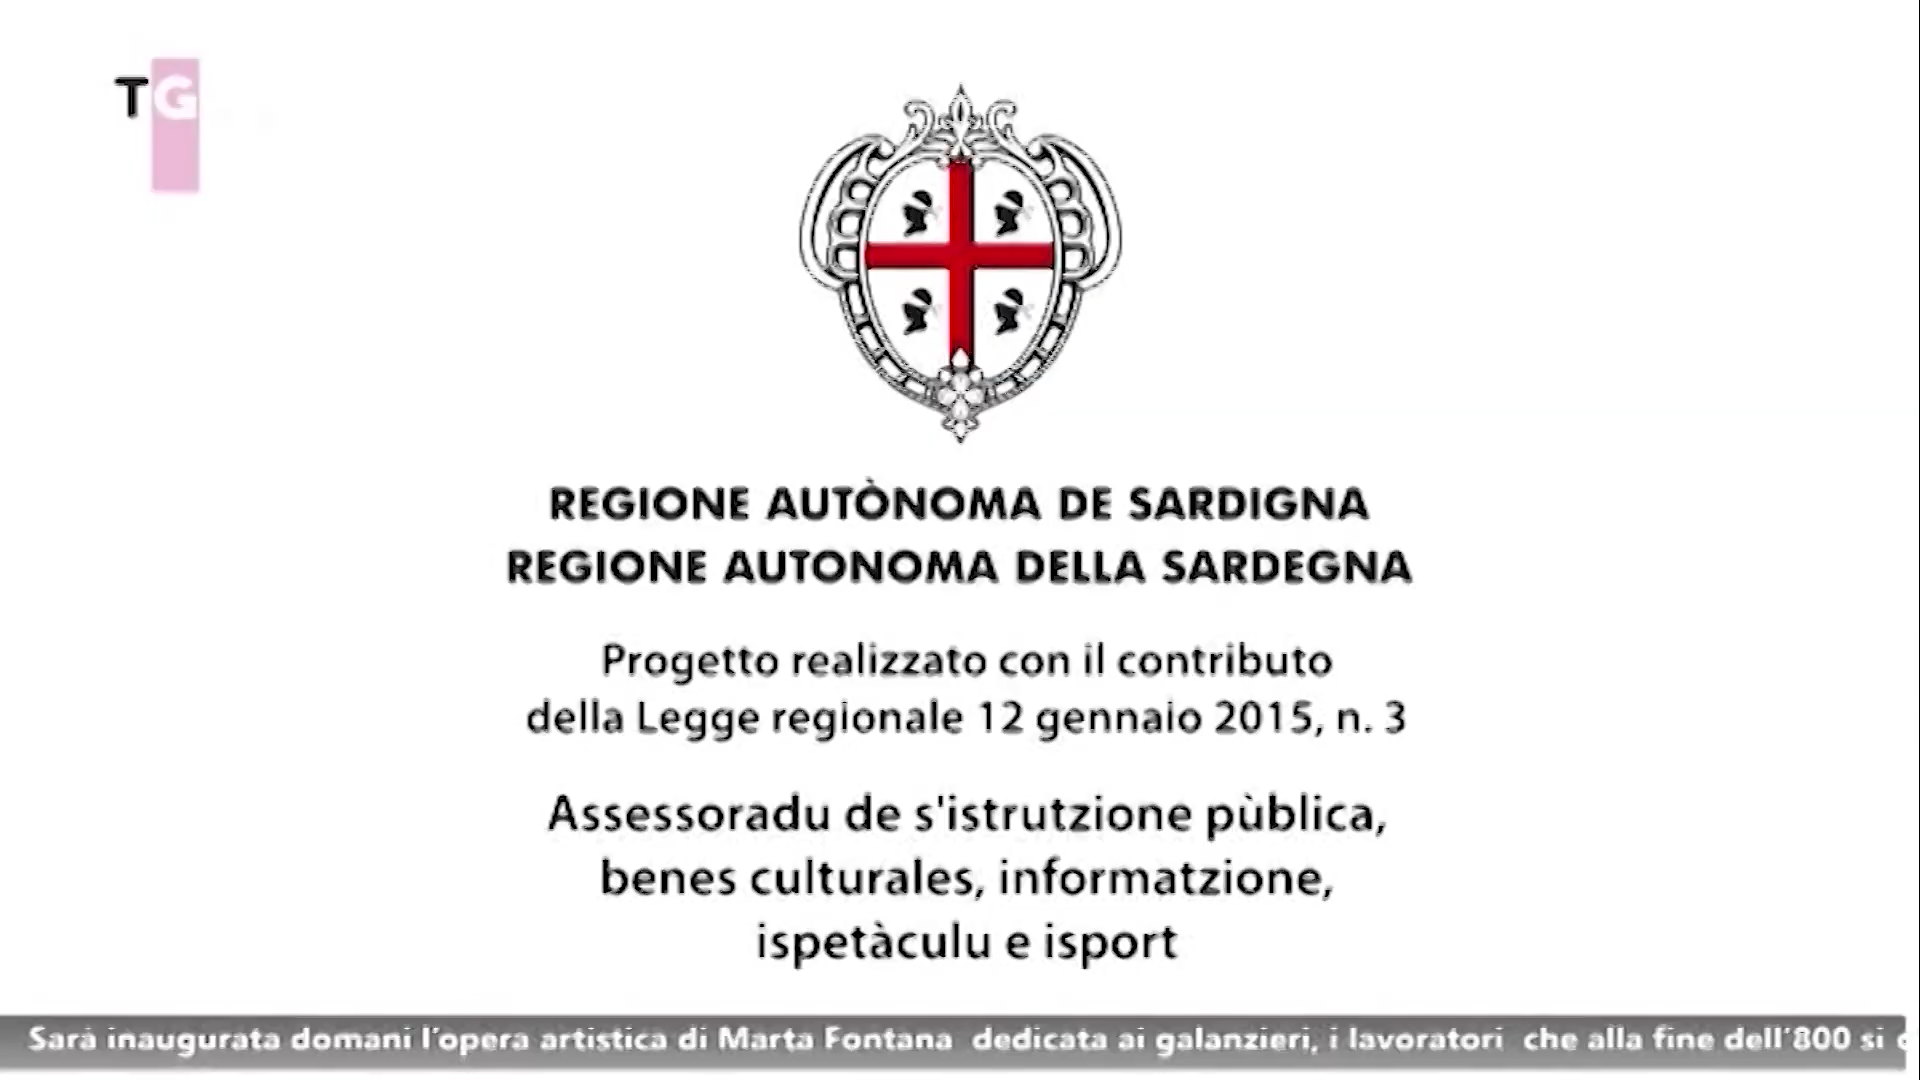 TG
REGIONE AUTÒNOMA DE SARDIGNA
REGIONE AUTONOMA DELLA SARDEGNA
Progetto realizzato con il contributo
della Legge regionale 12 gennaio 2015, n. 3
Assessoradu de s'istrutzione pùblica,
benes culturales, informatzione,
ispetàculu e isport
Sarà inaugurata domani l'opera artistica di Marta Fontana dedicata ai galanzieri, i lavoratori che alla fine dell'800 si